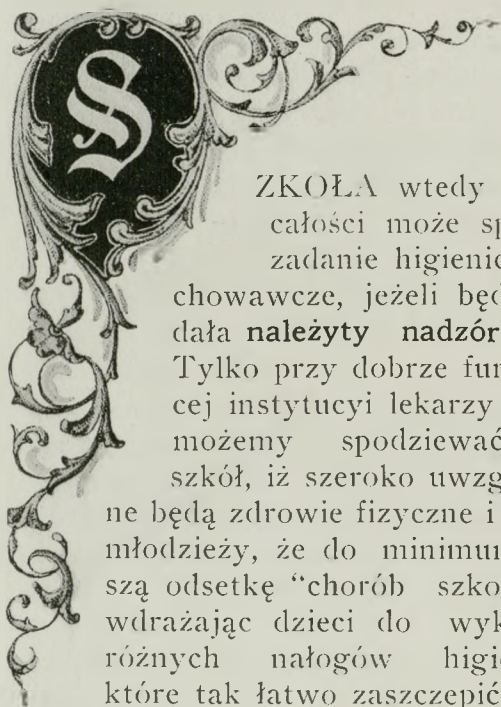 SZKOŁA wtedy
całości może sp
zadanie higienic
chowawcze, jeżeli będ
dała należyty nadzór
Tylko przy dobrze fun
cej instytucyi lekarzy
możemy spodziewać
szkół, iż szeroko uwzg
ne będą zdrowie fizyczne i
młodzieży, że do minimum
szą odsetkę “chorób szko
wdrażając dzieci do wyk
różnych nałogów higie
które tak łatwo zaszczepić